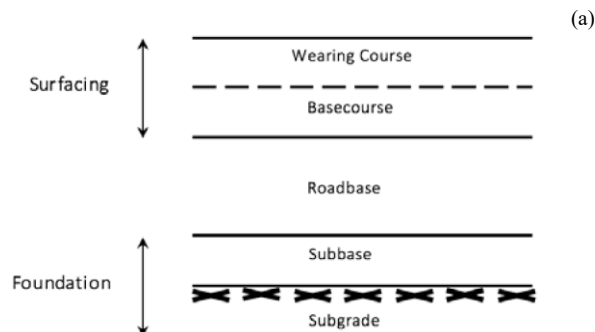 (a)
Wearing Course
Surfacing
Basecourse
Roadbase
Subbase
Foundation
Subgrade